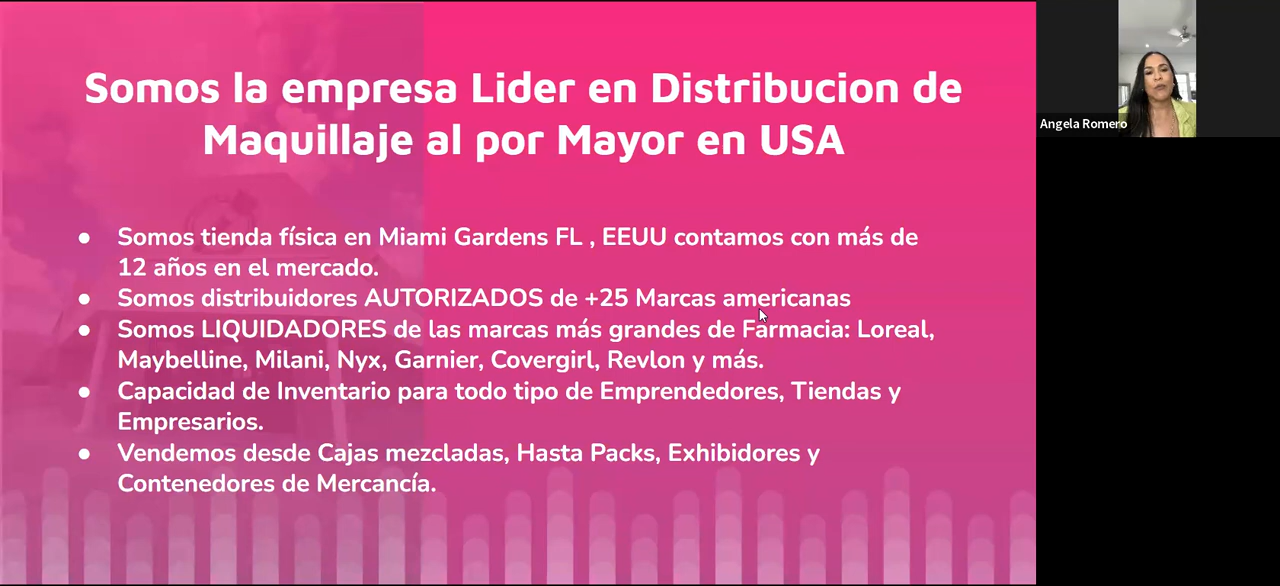 Somos la empresa Lider en Distribucion de
Maquillaje al por Mayor en USA
● Somos tienda física en Miami Gardens FL , EEUU contamos con más de
12 años en el mercado.
● Somos distribuidores AUTORIZADOS de +25 Marcas americanas
● Somos LIQUIDADORES de las marcas más grandes de Farmacia: Loreal,
Maybelline, Milani, Nyx, Garnier, Covergirl, Revlon y más.
● Capacidad de Inventario para todo tipo de Emprendedores, Tiendas y
Empresarios.
● Vendemos desde Cajas mezcladas, Hasta Packs, Exhibidores y
Contenedores de Mercancía.
Angela Romero